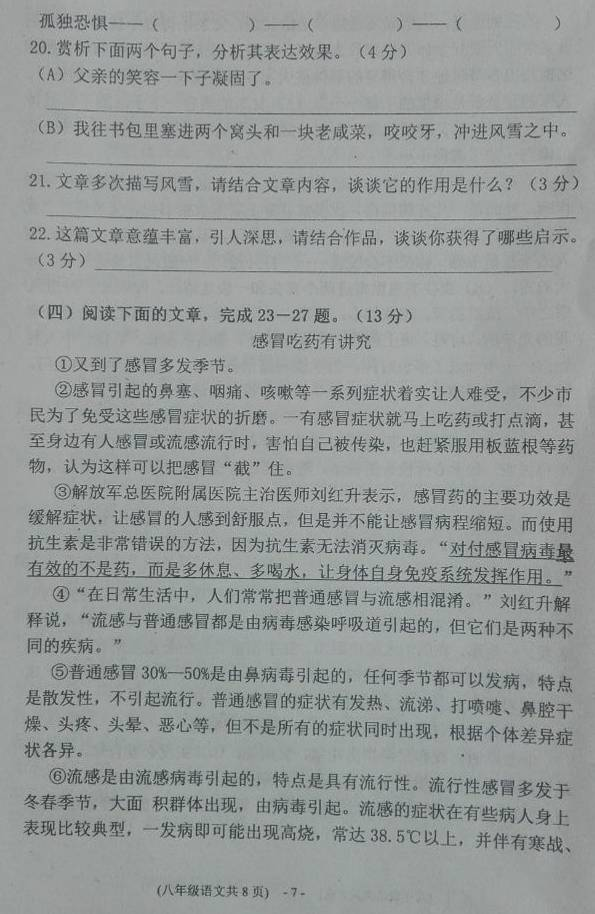 孤独恐惧——（　　　）——（　　　）——（　　　）
20. 赏析下面两个句子，分析其表达效果。（4 分）
（A）父亲的笑容一下子凝固了。
（B）我往书包里塞进两个窝头和一块老咸菜，咬咬牙，冲进风雪之中。
21. 文章多次描写风雪，请结合文章内容，谈谈它的作用是什么？（3 分）
22. 这篇文章意蕴丰富，引人深思，请结合作品，谈谈你获得了哪些启示。
（3 分）
（四）阅读下面的文章，完成 23—27 题。（13 分）
感冒吃药有讲究
①又到了感冒多发季节。
②感冒引起的鼻塞、咽痛、咳嗽等一系列症状着实让人难受，不少市
民为了免受这些感冒症状的折磨。一有感冒症状就马上吃药或打点滴，甚
至身边有人感冒或流感流行时，害怕自己被传染，也赶紧服用板蓝根等药
物，认为这样可以把感冒“截”住。
③解放军总医院附属医院主治医师刘红升表示，感冒药的主要功效是
缓解症状，让感冒的人感到舒服点，但是并不能让感冒病程缩短。而使用
抗生素是非常错误的方法，因为抗生素无法消灭病毒。“对付感冒病毒最
有效的不是药，而是多休息、多喝水，让身体自身免疫系统发挥作用。”
④“在日常生活中，人们常常把普通感冒与流感相混淆。”刘红升解
释说，“流感与普通感冒都是由病毒感染呼吸道引起的，但它们是两种不
同的疾病。”
⑤普通感冒 30%—50%是由鼻病毒引起的，任何季节都可以发病，特点
是散发性，不引起流行。普通感冒的症状有发热、流涕、打喷嚏、鼻腔干
燥、头疼、头晕、恶心等，但不是所有的症状同时出现，根据个体差异症
状各异。
⑥流感是由流感病毒引起的，特点是具有流行性。流行性感冒多发于
冬春季节，大面 积群体出现，由病毒引起。流感的症状在有些病人身上
表现比较典型，一发病即可能出现高烧，常达 38.5℃以上，并伴有寒战、
（八年级语文共 8 页） - 7 -